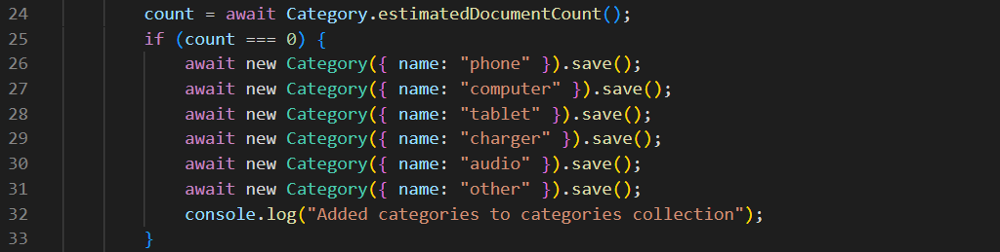 24 count = await Category.estimatedDocumentCount();
25 if (count === 0) {
26 await new Category({ name: "phone" }).save();
27 await new Category({ name: "computer" }).save();
28 await new Category({ name: "tablet" }).save();
29 await new Category({ name: "charger" }).save();
30 await new Category({ name: "audio" }).save();
31 await new Category({ name: "other" }).save();
32 console.log("Added categories to categories collection");
33 }